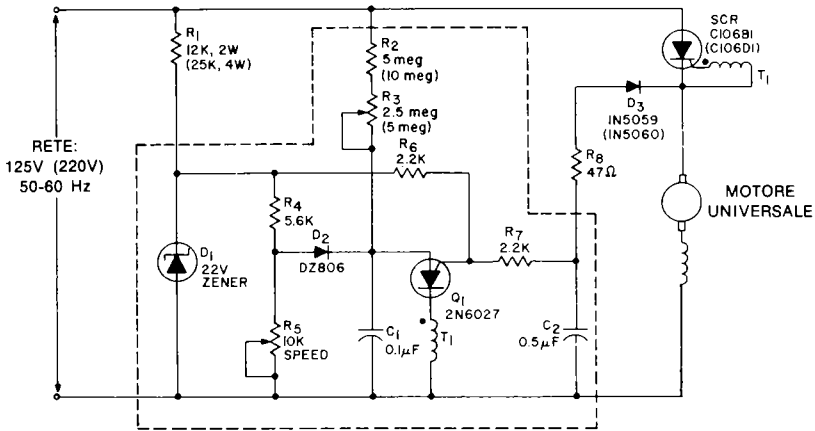 RETE:
125V (220V)
50-60 Hz
R1
12K, 2W
(25K, 4W)
R2
5 meg
(10 meg)
R3
2.5 meg
(5 meg)
SCR
C106B1
(C106D1)
T1
D3
IN5059
(IN5060)
R8
47Ω
MOTORE
UNIVERSALE
R6
2.2K
R4
5.6K
D2
DZ806
R7
2.2K
D1
22V
ZENER
Q1
2N6027
R5
10K
SPEED
C1
0.1µF
T1
C2
0.5µF